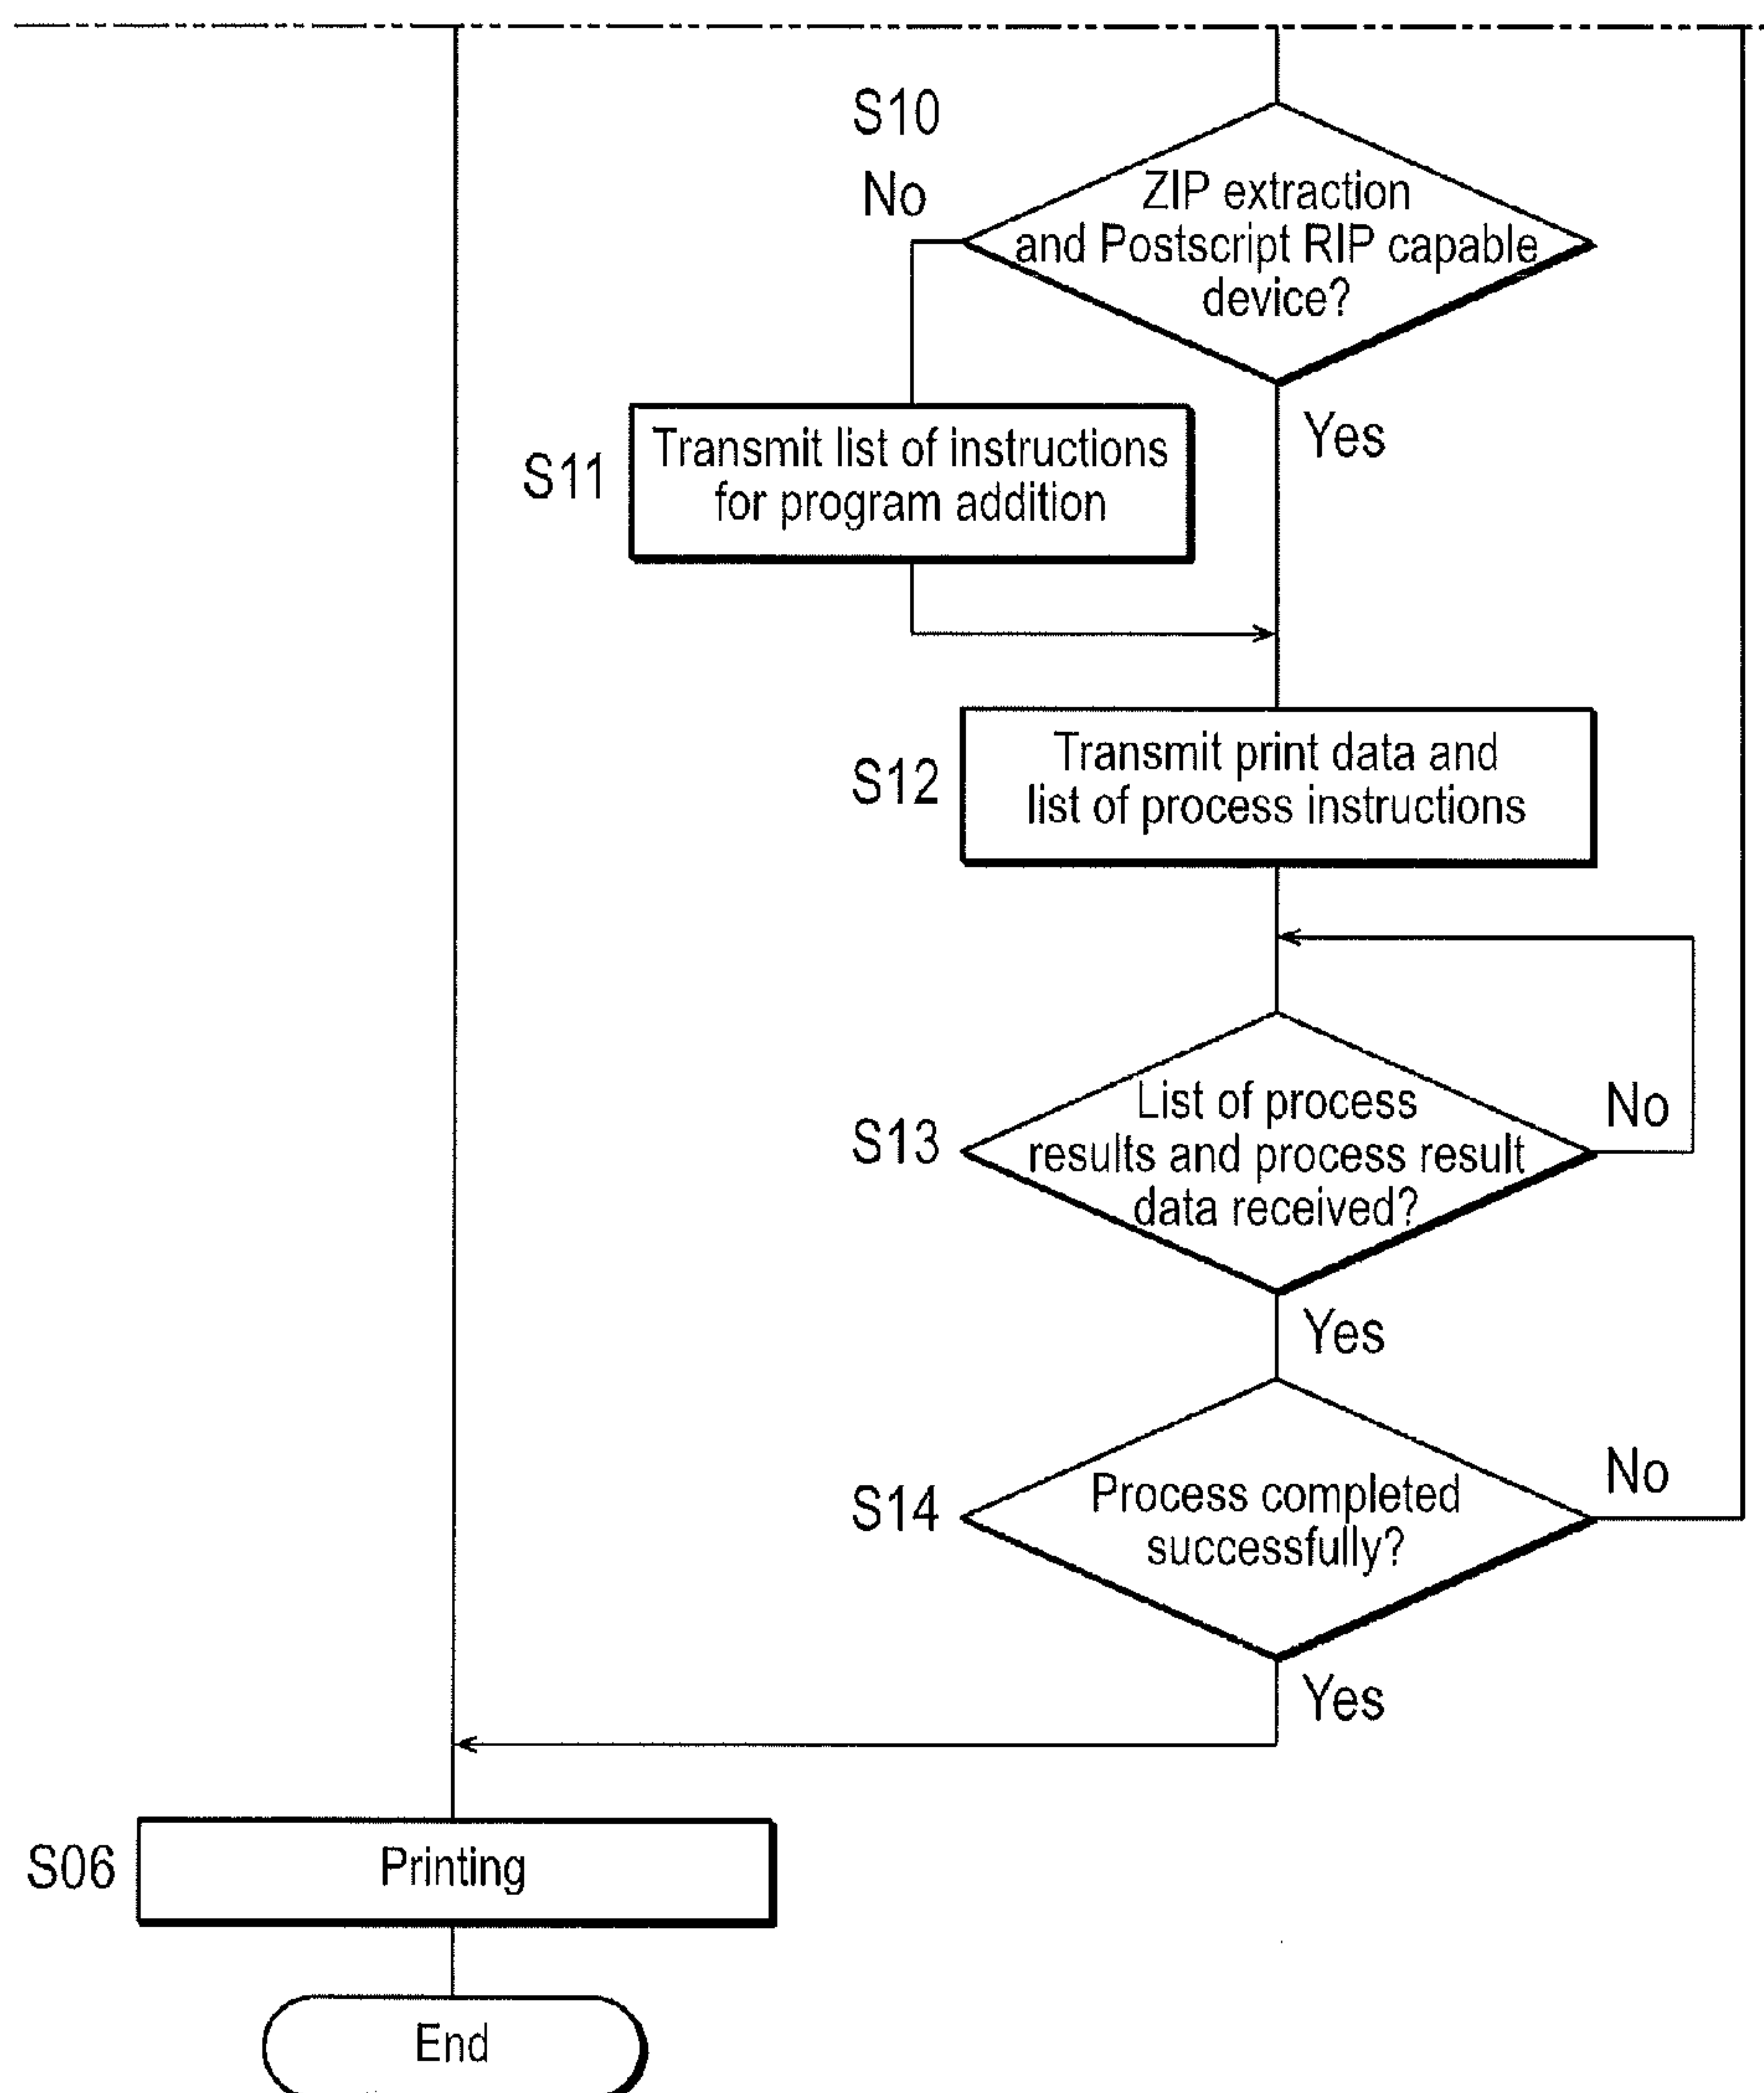 S10
No
ZIP extraction
and Postscript RIP capable
device?
Yes
S11
Transmit list of instructions
for program addition
S12
Transmit print data and
list of process instructions
S13
List of process
results and process result
data received?
No
Yes
S14
Process completed
successfully?
No
Yes
S06
Printing
End